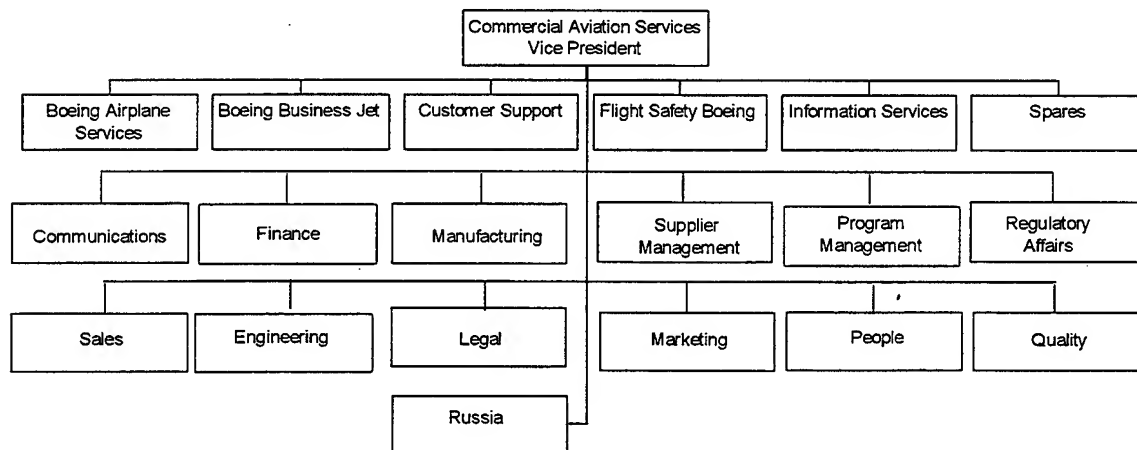 Commercial Aviation Services
Vice President
Boeing Airplane
Services
Boeing Business Jet
Customer Support
Flight Safety Boeing
Information Services
Spares
Communications
Finance
Manufacturing
Supplier
Management
Program
Management
Regulatory
Affairs
Sales
Engineering
Legal
Marketing
People
Quality
Russia